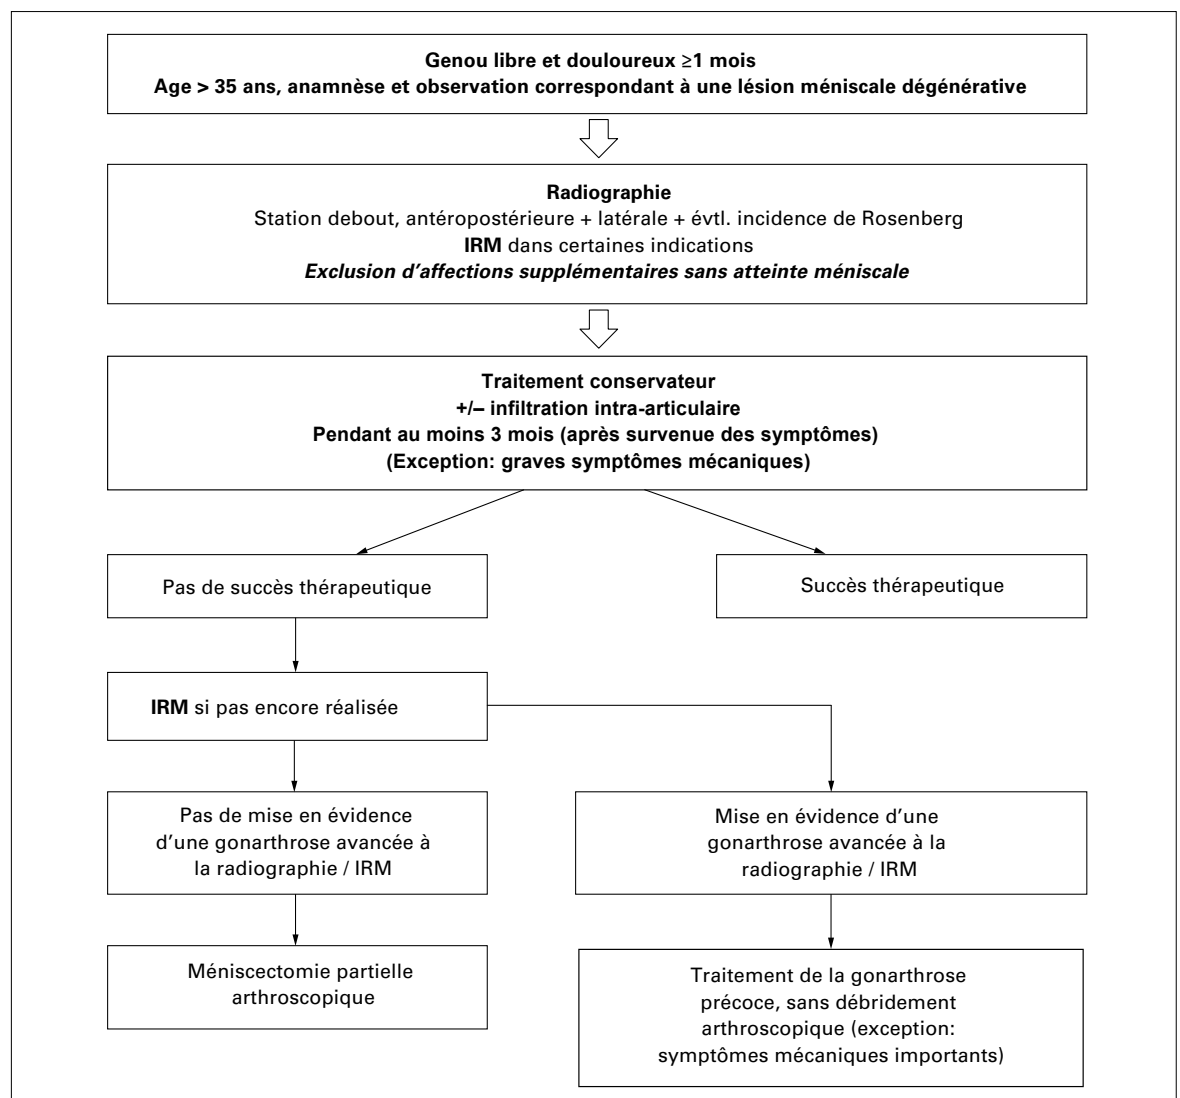 Genou libre et douloureux ≥1 mois
Age > 35 ans, anamnèse et observation correspondant à une lésion méniscale dégénérative
Radiographie
Station debout, antéropostérieure + latérale + évtl. incidence de Rosenberg
IRM dans certaines indications
Exclusion d’affections supplémentaires sans atteinte méniscale
Traitement conservateur
+/– infiltration intra-articulaire
Pendant au moins 3 mois (après survenue des symptômes)
(Exception: graves symptômes mécaniques)
Pas de succès thérapeutique
Succès thérapeutique
IRM si pas encore réalisée
Pas de mise en évidence
d’une gonarthrose avancée à
la radiographie / IRM
Mise en évidence d’une
gonarthrose avancée à la
radiographie / IRM
Méniscectomie partielle
arthroscopique
Traitement de la gonarthrose
précoce, sans débridement
arthroscopique (exception:
symptômes mécaniques importants)